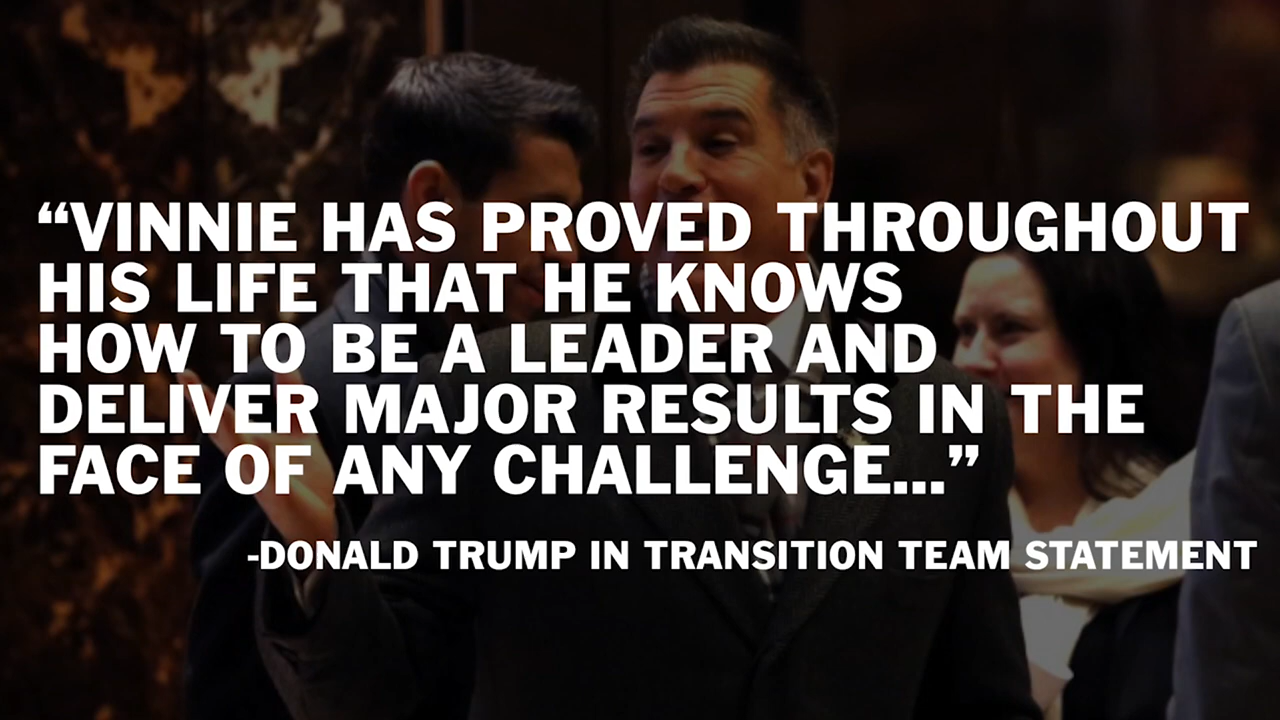 “VINNIE HAS PROVED THROUGHOUT
HIS LIFE THAT HE KNOWS
HOW TO BE A LEADER AND
DELIVER MAJOR RESULTS IN THE
FACE OF ANY CHALLENGE...”
-DONALD TRUMP IN TRANSITION TEAM STATEMENT